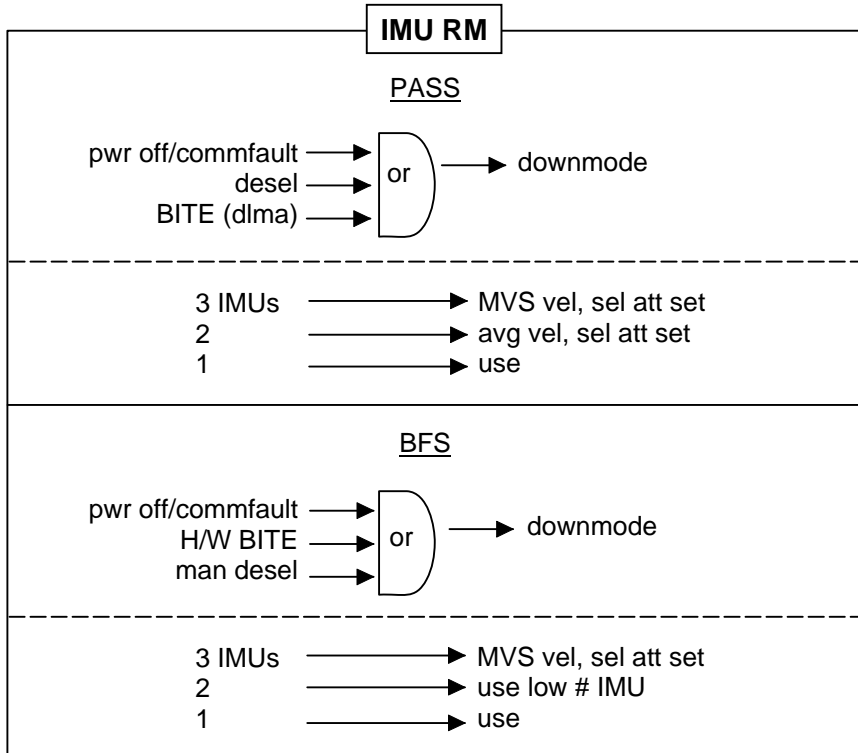 IMU RM
PASS
pwr off/commfault
desel
BITE (dlma)
or
downmode
3 IMUs MVS vel, sel att set
2 avg vel, sel att set
1 use
BFS
pwr off/commfault
H/W BITE
man desel
or
downmode
3 IMUs MVS vel, sel att set
2 use low # IMU
1 use